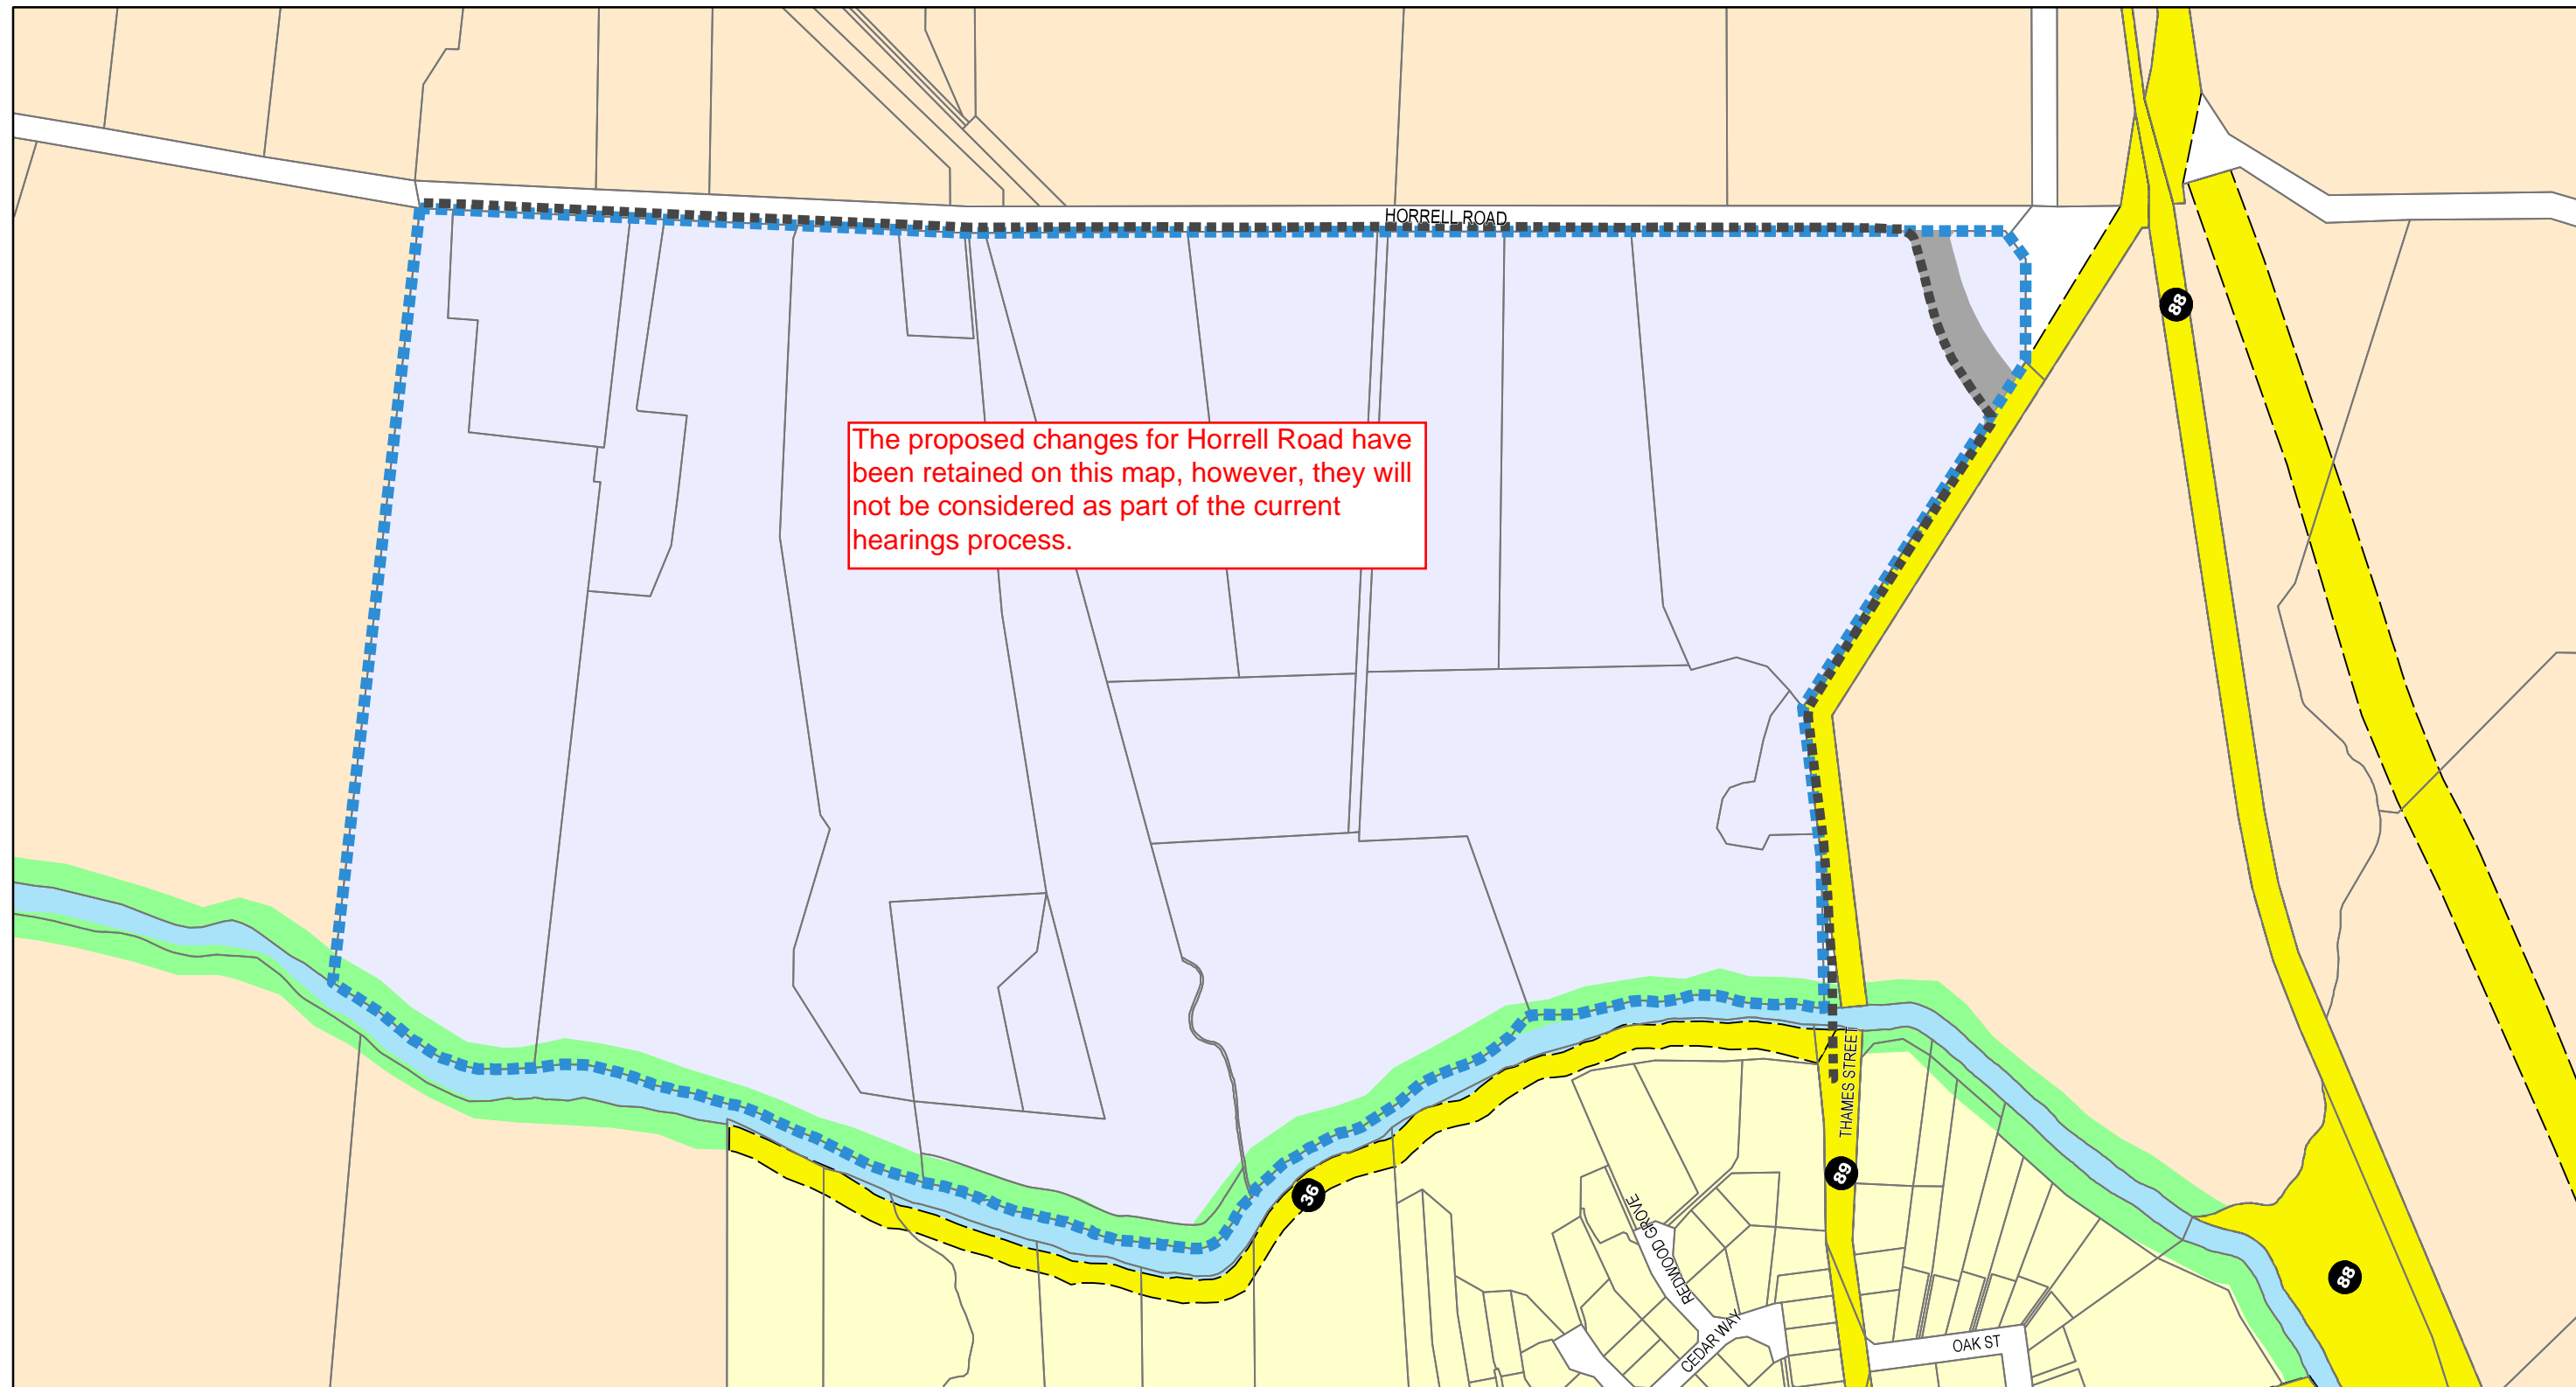 HORRELL ROAD
88
The proposed changes for Horrell Road have
been retained on this map, however, they will
not be considered as part of the current
hearings process.
THAMES STREET
89
36
REDWOOD GROVE
88
CEDAR WAY
OAK ST